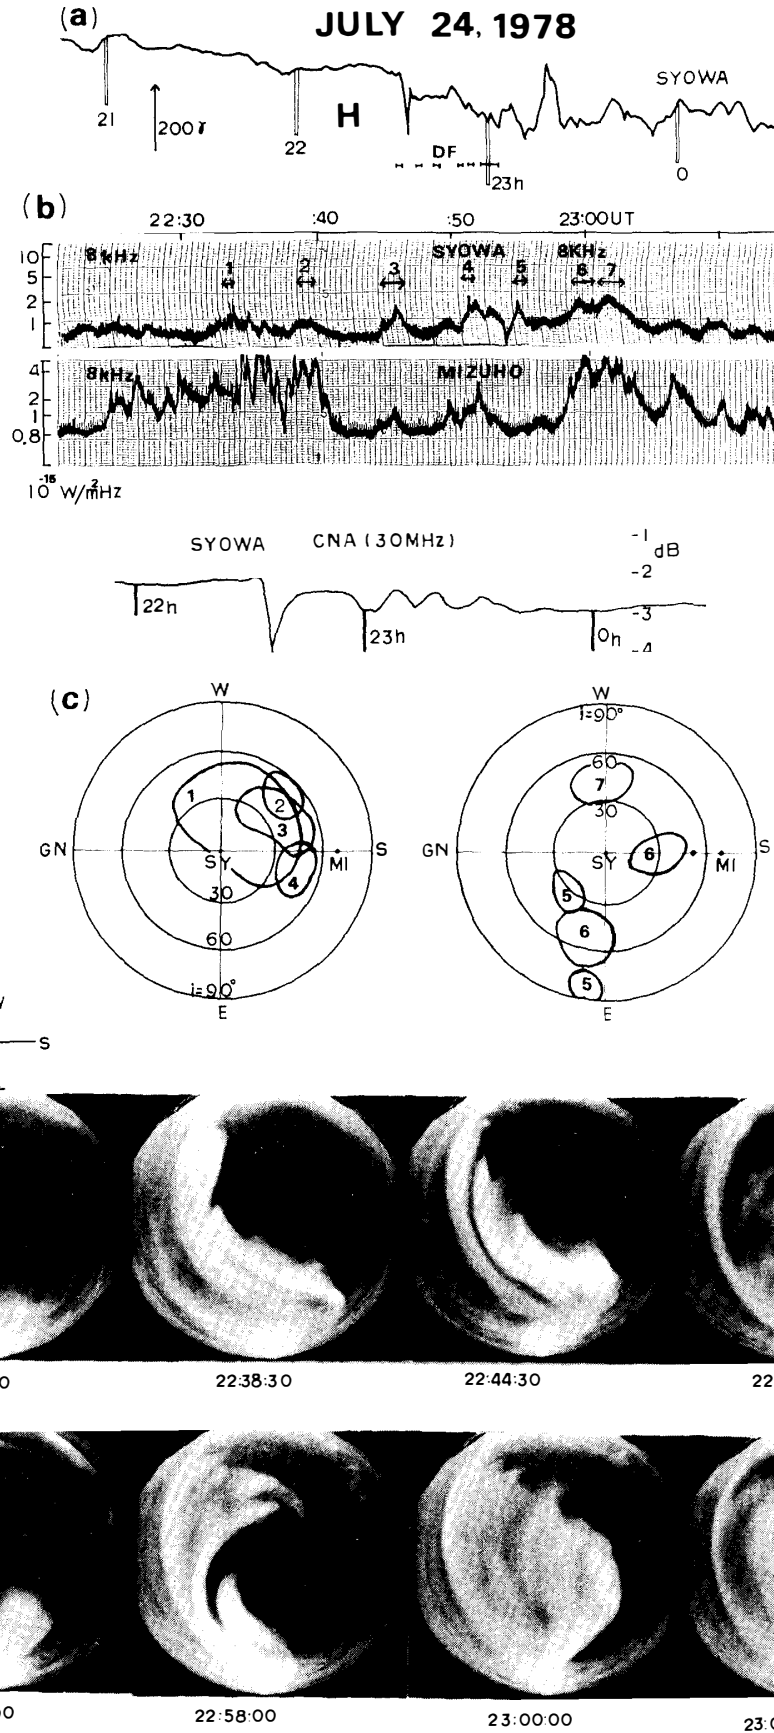 (a)
JULY 24, 1978
SYOWA
21
200γ
H
22
DF
23h
0
(b)
22:30 :40 :50 23:00UT
8kHz SYOWA 8KHz
10
5
2
1
1 2 3 4 5 6 7
8kHz MIZUHO
4
2
1
0.8
10⁻¹⁵ W/m²Hz
SYOWA CNA (30MHz)
-1
dB
-2
-3
-4
22h
23h
0h
(c)
W
GN S
SY MI
1
2
3
4
30
60
i=90°
E
W
i=90°
60
7
30
GN S
SY 6 MI
5
6
5
E
S
0 22:38:30 22:44:30 22
00 22:58:00 23:00:00